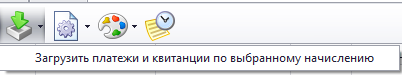 Загрузить платежи и квитанции по выбранному начислению